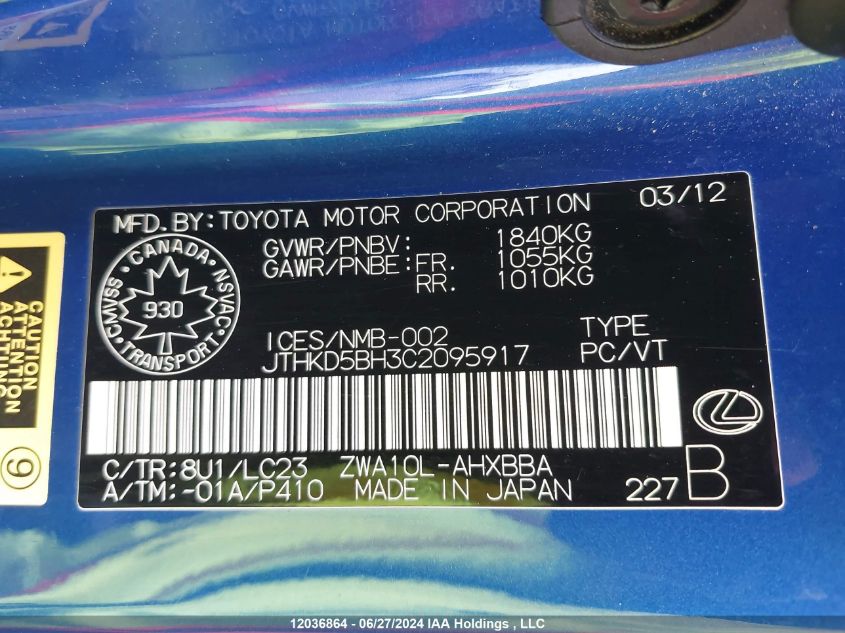 MFD.BY:TOYOTA MOTOR CORPORATION 03/12
GVWR/PNBV: 1840KG
GAWR/PNBE:FR. 1055KG
RR. 1010KG
CANADA
CMVSS NSVAC
930
TRANSPORT
ICES/NMB-002 TYPE
JTHKD5BH3C2095917 PC/VT
C/TR:8U1/LC23 ZWA10L-AHXBBA
A/TM:-01A/P410 MADE IN JAPAN 227 B
CAUTION
ATTENTION
ACHTUNG
9
12036864 - 06/27/2024 IAA Holdings , LLC